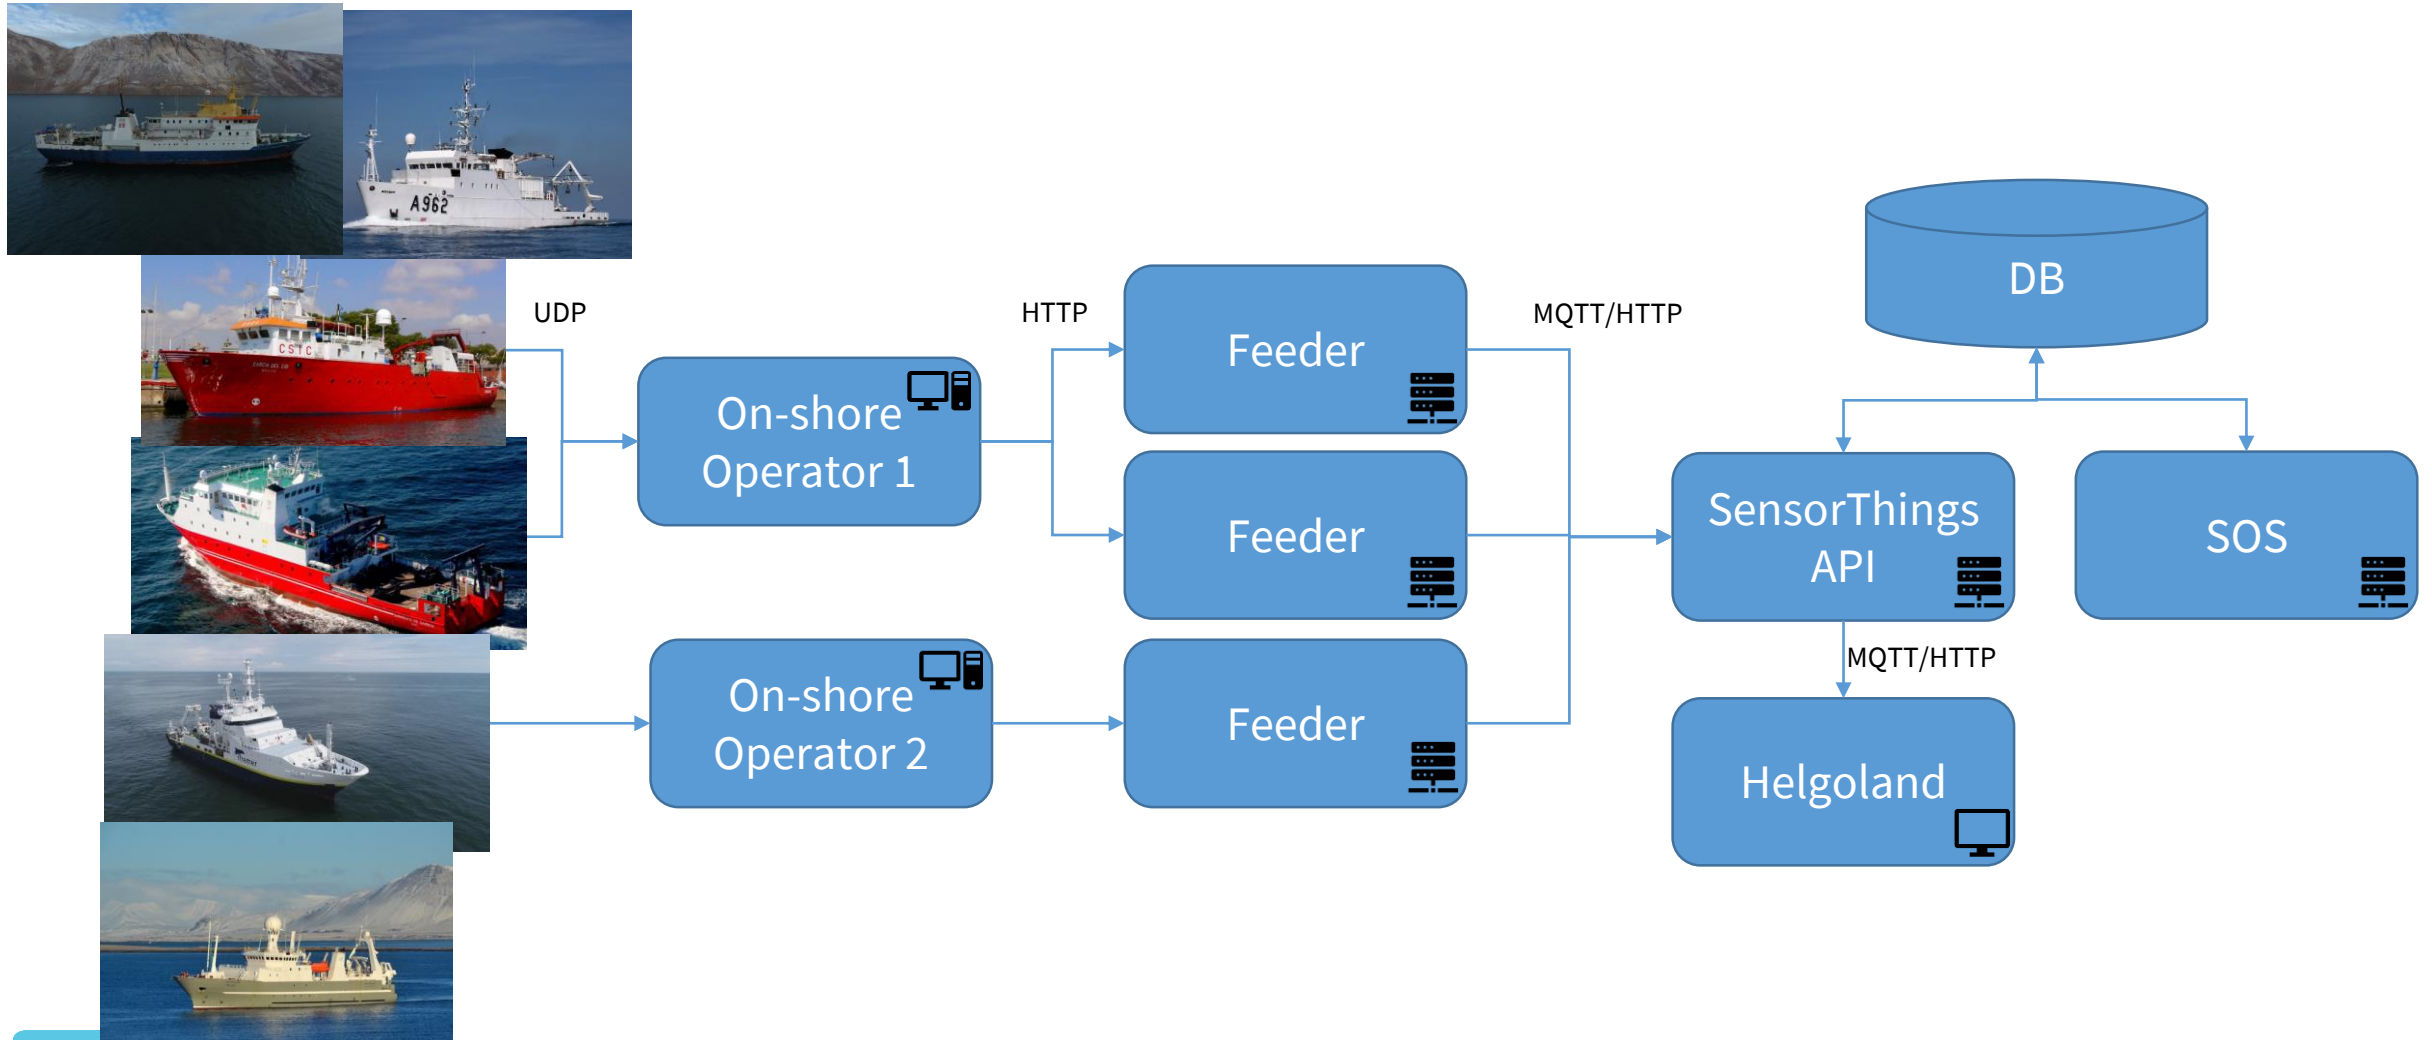 A962
CSIC
UDP
HTTP
MQTT/HTTP
DB
Feeder
On-shore
Operator 1
Feeder
SensorThings
API
SOS
MQTT/HTTP
On-shore
Operator 2
Feeder
Helgoland